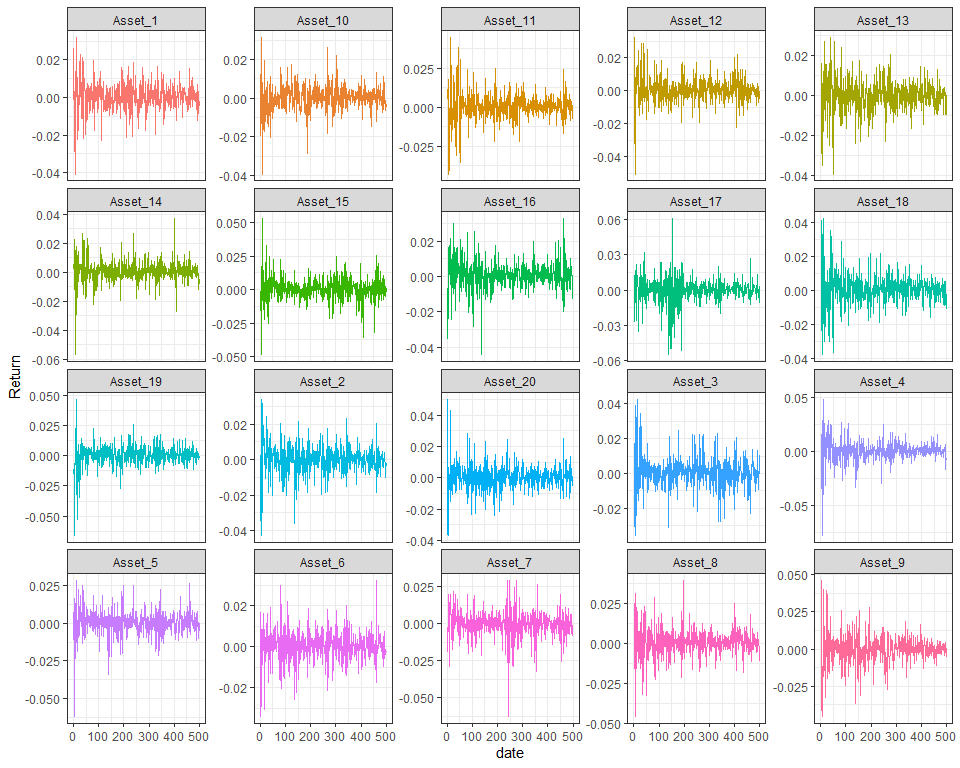 Asset_1 Asset_10 Asset_11 Asset_12 Asset_13
0.02 0.00 -0.02 -0.04
0.02 0.00 -0.02 -0.04
0.025 0.000 -0.025
0.02 0.00 -0.02 -0.04
0.02 0.00 -0.02 -0.04
Asset_14 Asset_15 Asset_16 Asset_17 Asset_18
0.04 0.02 0.00 -0.02 -0.04 -0.06
0.050 0.025 0.000 -0.025 -0.050
0.02 0.00 -0.02 -0.04
0.06 0.03 0.00 -0.03 -0.06
0.04 0.02 0.00 -0.02 -0.04
Return
Asset_19 Asset_2 Asset_20 Asset_3 Asset_4
0.050 0.025 0.000 -0.025 -0.050
0.02 0.00 -0.02 -0.04
0.050 0.025 0.000 -0.02 -0.04
0.04 0.02 0.00 -0.02
0.05 0.00 -0.05
Asset_5 Asset_6 Asset_7 Asset_8 Asset_9
0.025 0.000 -0.025 -0.050
0.02 0.00 -0.02
0.025 0.000 -0.025 -0.050
0.025 0.000 -0.025 -0.050
0.050 0.025 0.000 -0.025
0 100 200 300 400 500 0 100 200 300 400 500 0 100 200 300 400 500 0 100 200 300 400 500 0 100 200 300 400 500
date